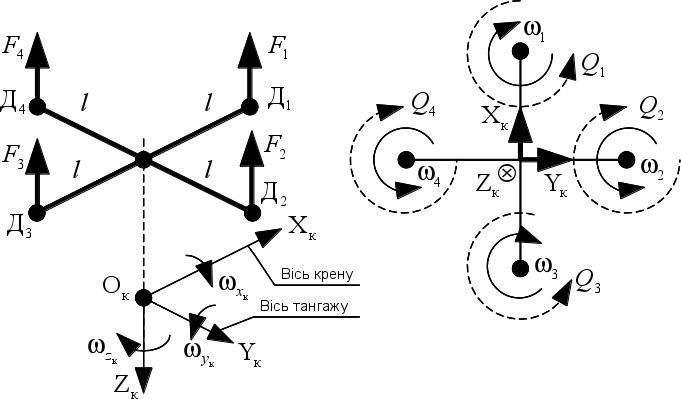 F4
F1
Д4
l
l
Д1
F3
F2
l
l
Д3
Д2
Xк
Oк
ωxк
Вісь крену
Вісь тангажу
ωzк
ωyк
Yк
Zк
ω1
Q1
Q4
Xк
Q2
ω4
Zк
Yк
ω2
ω3
Q3